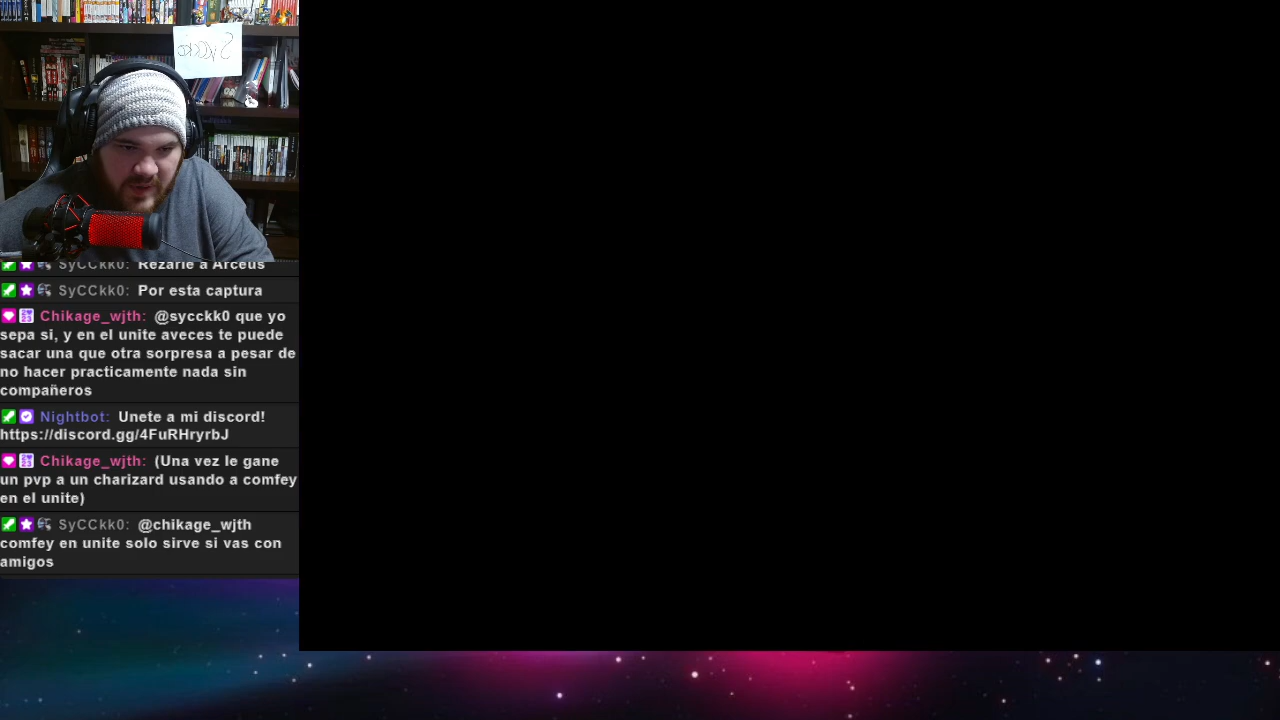 SyCCkk0: Rezarle a Arceus
SyCCkk0: Por esta captura
Chikage_wjth: @sycckk0 que yo
sepa si, y en el unite aveces te puede
sacar una que otra sorpresa a pesar de
no hacer practicamente nada sin
compañeros
Nightbot: Unete a mi discord!
https://discord.gg/4FuRHryrbJ
Chikage_wjth: (Una vez le gane
un pvp a un charizard usando a comfey
en el unite)
SyCCkk0: @chikage_wjth
comfey en unite solo sirve si vas con
amigos